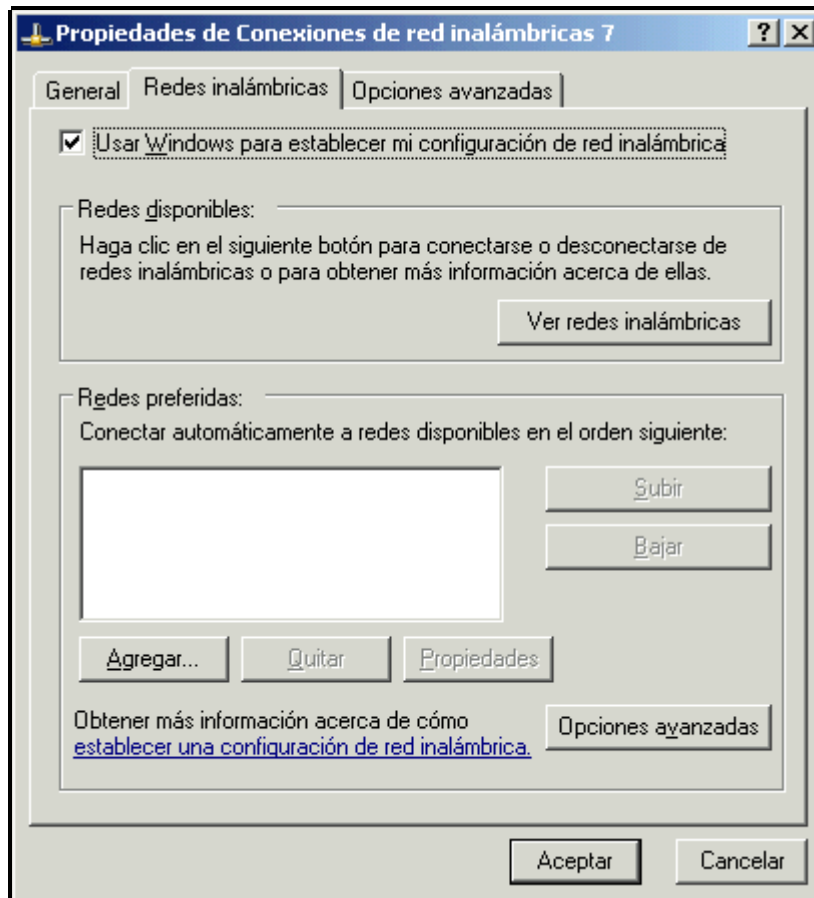 Propiedades de Conexiones de red inalámbricas 7
General
Redes inalámbricas
Opciones avanzadas
Usar Windows para establecer mi configuración de red inalámbrica
Redes disponibles:
Haga clic en el siguiente botón para conectarse o desconectarse de
redes inalámbricas o para obtener más información acerca de ellas.
Ver redes inalámbricas
Redes preferidas:
Conectar automáticamente a redes disponibles en el orden siguiente:
Subir
Bajar
Agregar...
Quitar
Propiedades
Obtener más información acerca de cómo
establecer una configuración de red inalámbrica.
Opciones avanzadas
Aceptar
Cancelar